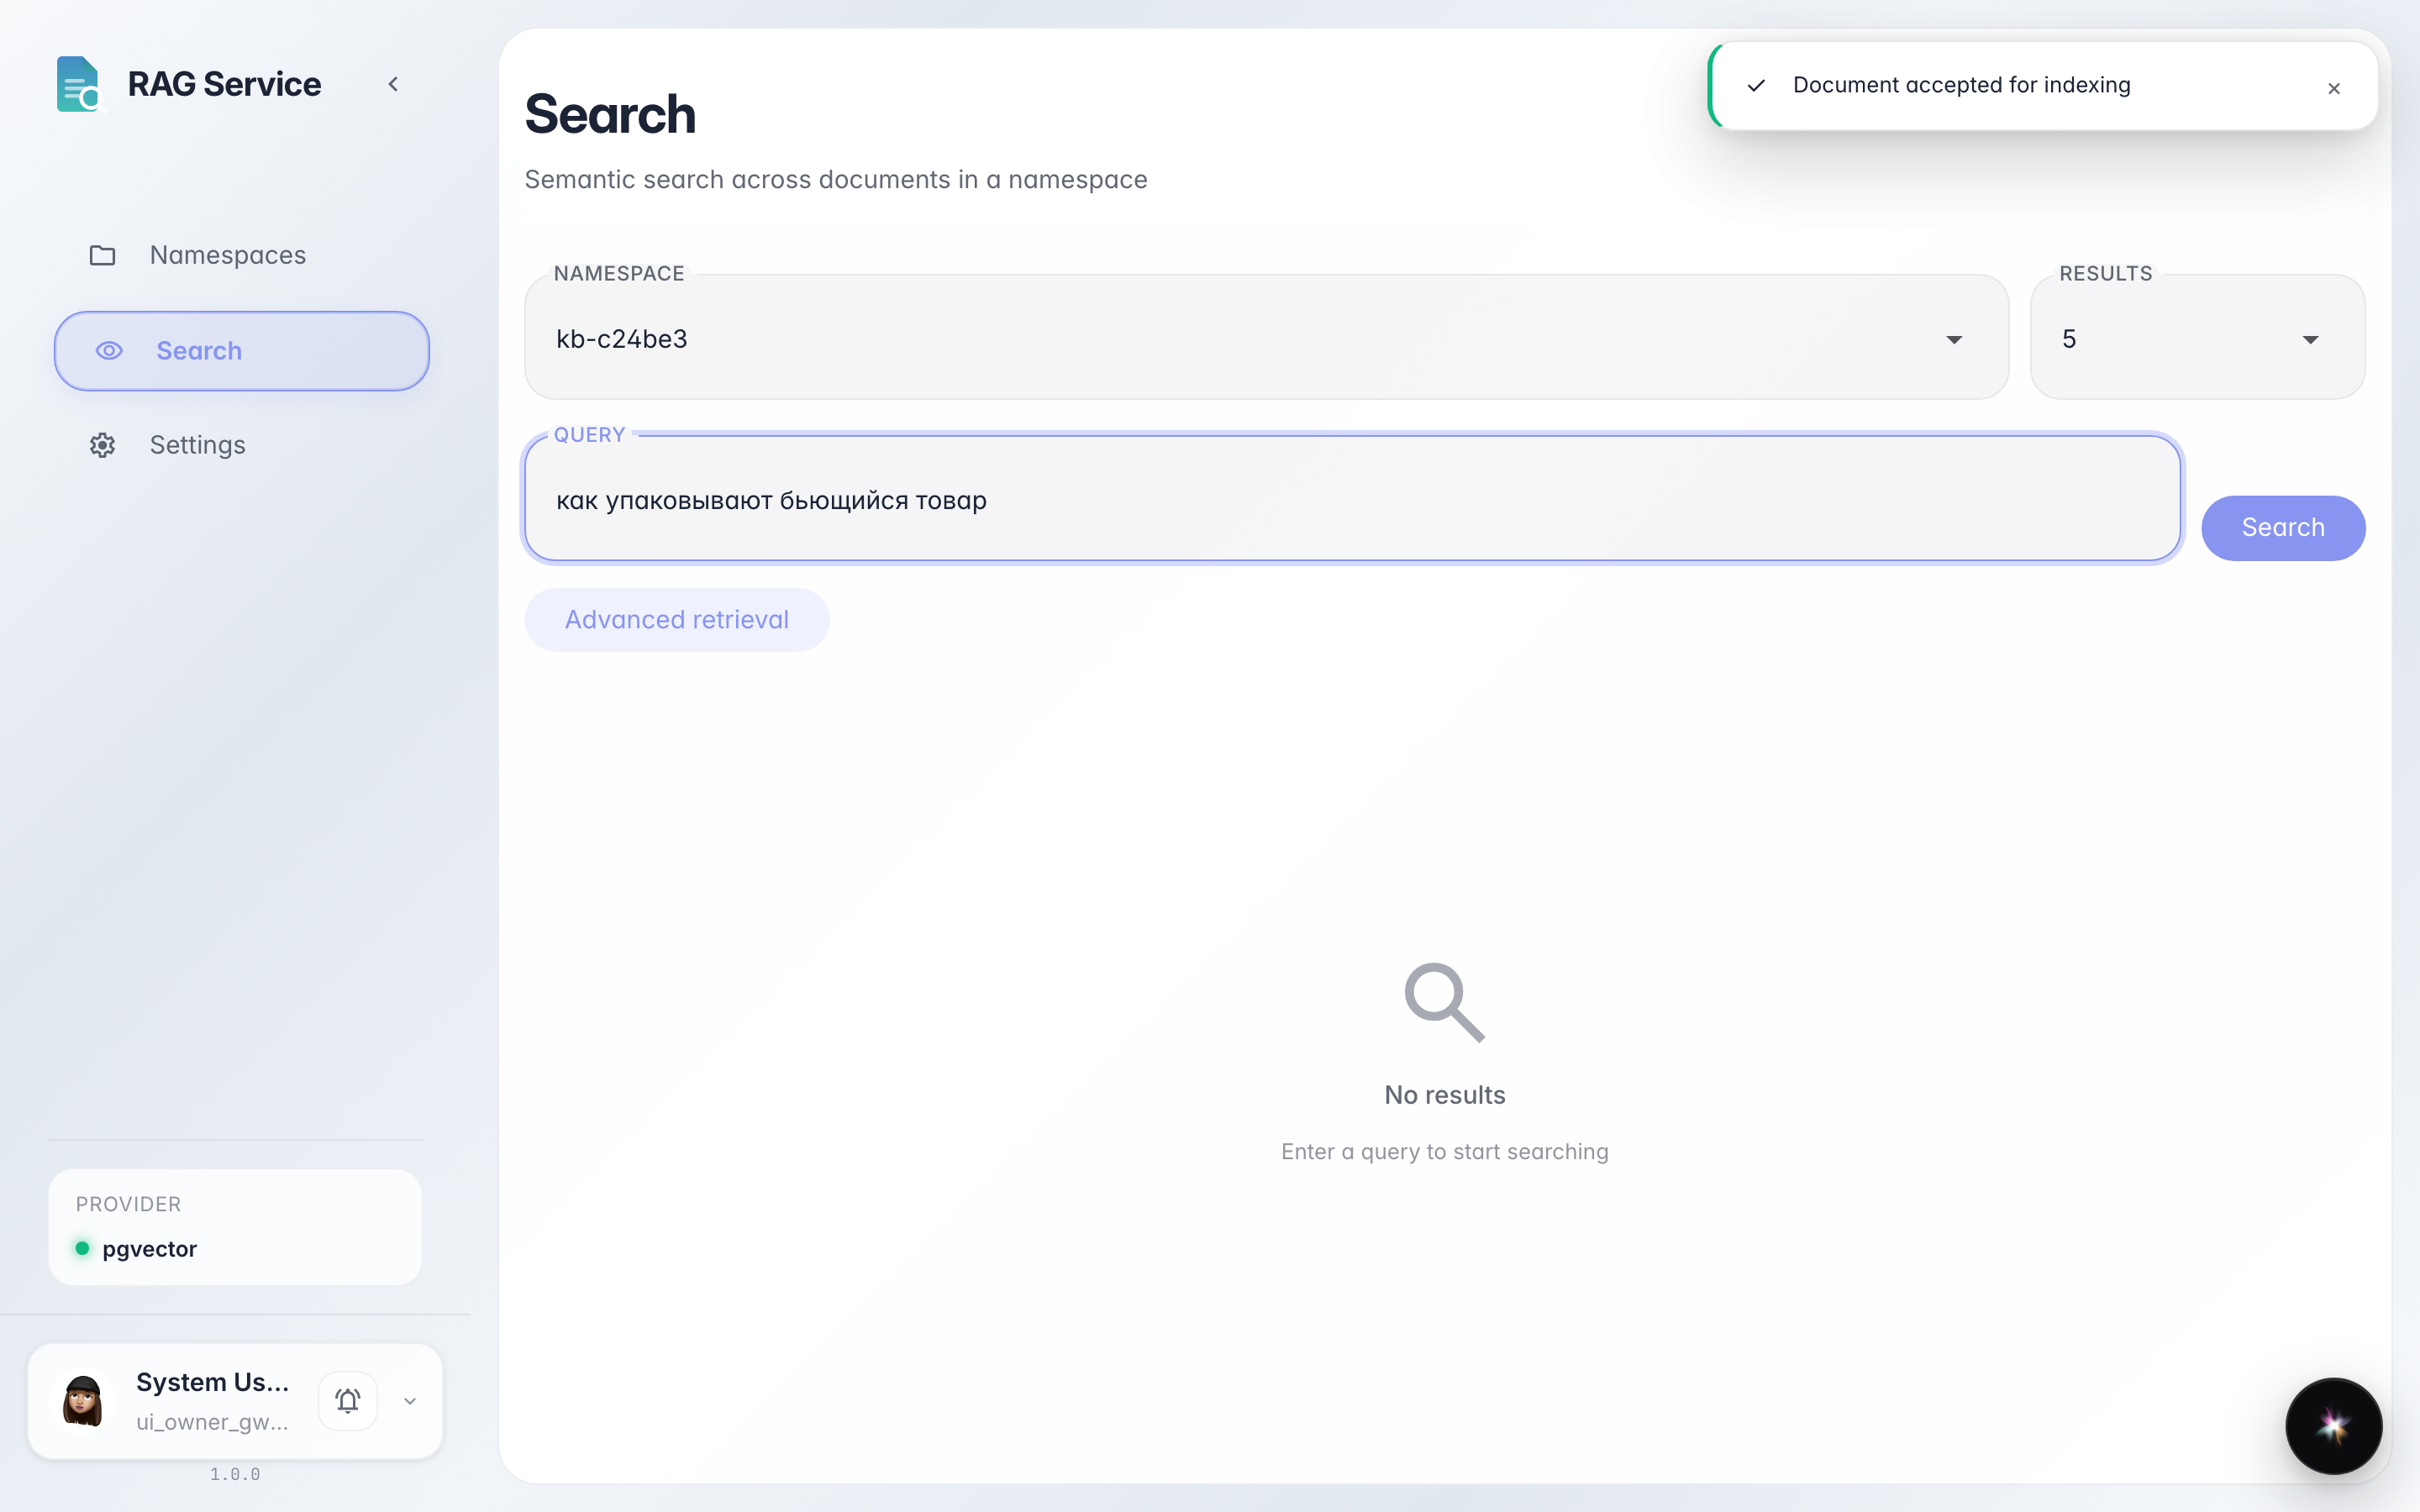 RAG Service
Namespaces
Search
Settings
PROVIDER
pgvector
System Us...
ui_owner_gw...
1.0.0
Search
Semantic search across documents in a namespace
Document accepted for indexing
NAMESPACE
kb-c24be3
RESULTS
5
QUERY
как упаковывают бьющийся товар
Search
Advanced retrieval
No results
Enter a query to start searching